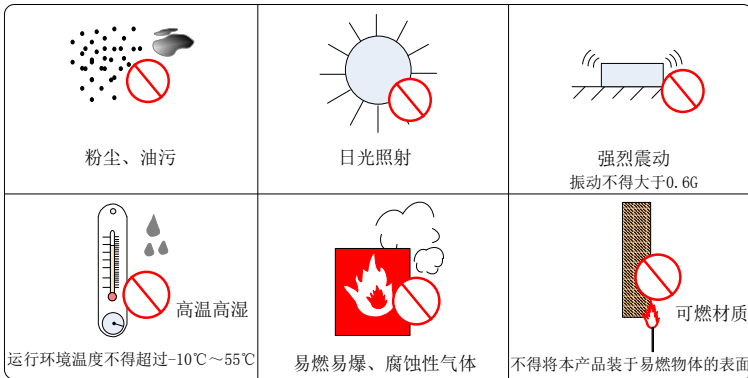 粉尘、油污
日光照射
强烈震动
振动不得大于0.6G
高温高湿
运行环境温度不得超过-10℃～55℃
易燃易爆、腐蚀性气体
可燃材质
不得将本产品装于易燃物体的表面